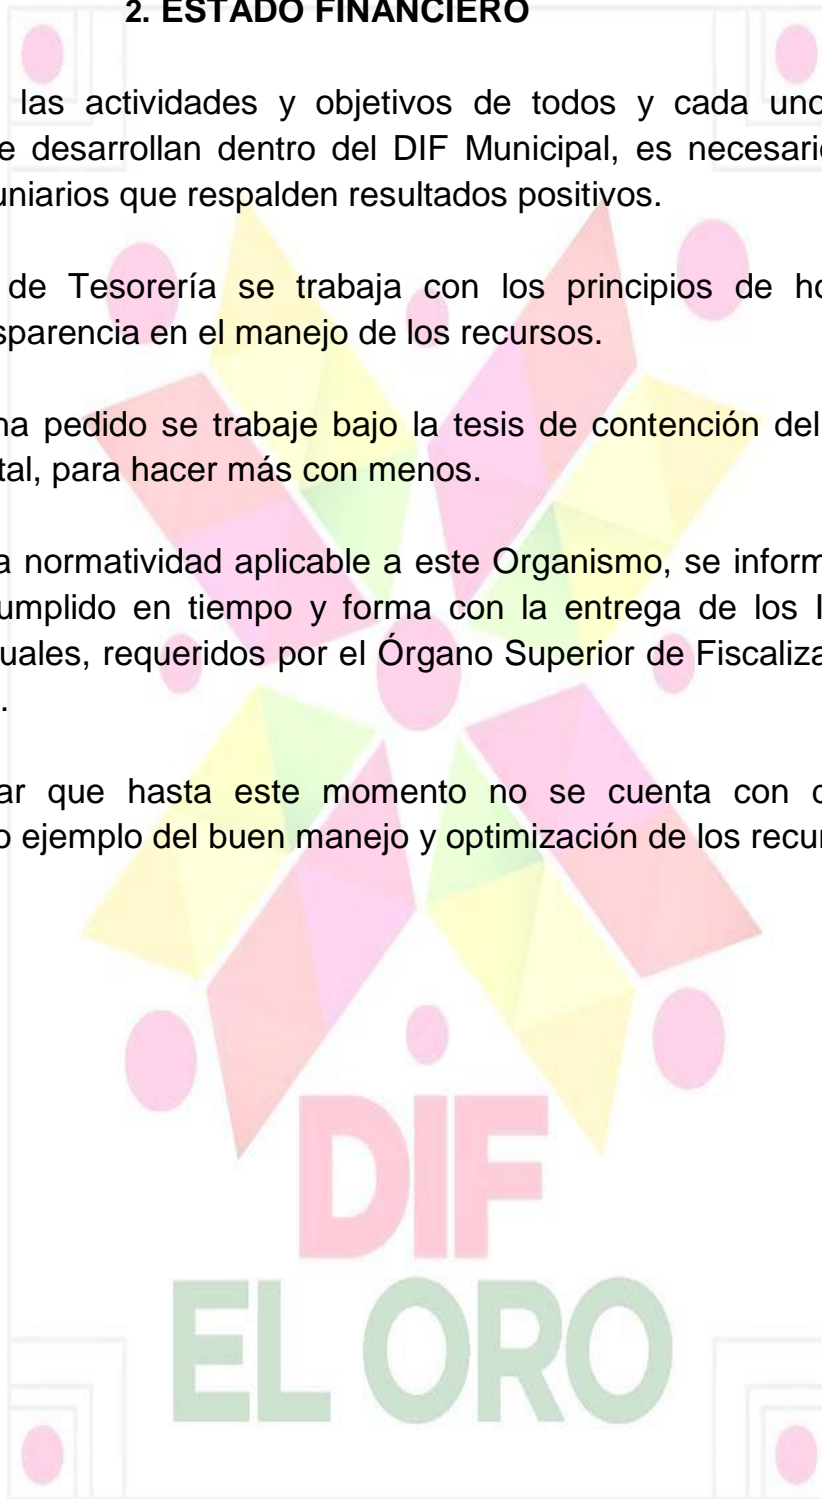 2. ESTADO FINANCIERO
las actividades y objetivos de todos y cada uno
e desarrollan dentro del DIF Municipal, es necesario
uniarios que respalden resultados positivos.
de Tesorería se trabaja con los principios de ho
sparencia en el manejo de los recursos.
na pedido se trabaje bajo la tesis de contención del
tal, para hacer más con menos.
a normatividad aplicable a este Organismo, se inform
umplido en tiempo y forma con la entrega de los I
uales, requeridos por el Órgano Superior de Fiscaliza
.
ar que hasta este momento no se cuenta con
o ejemplo del buen manejo y optimización de los recur
DIF
EL ORO